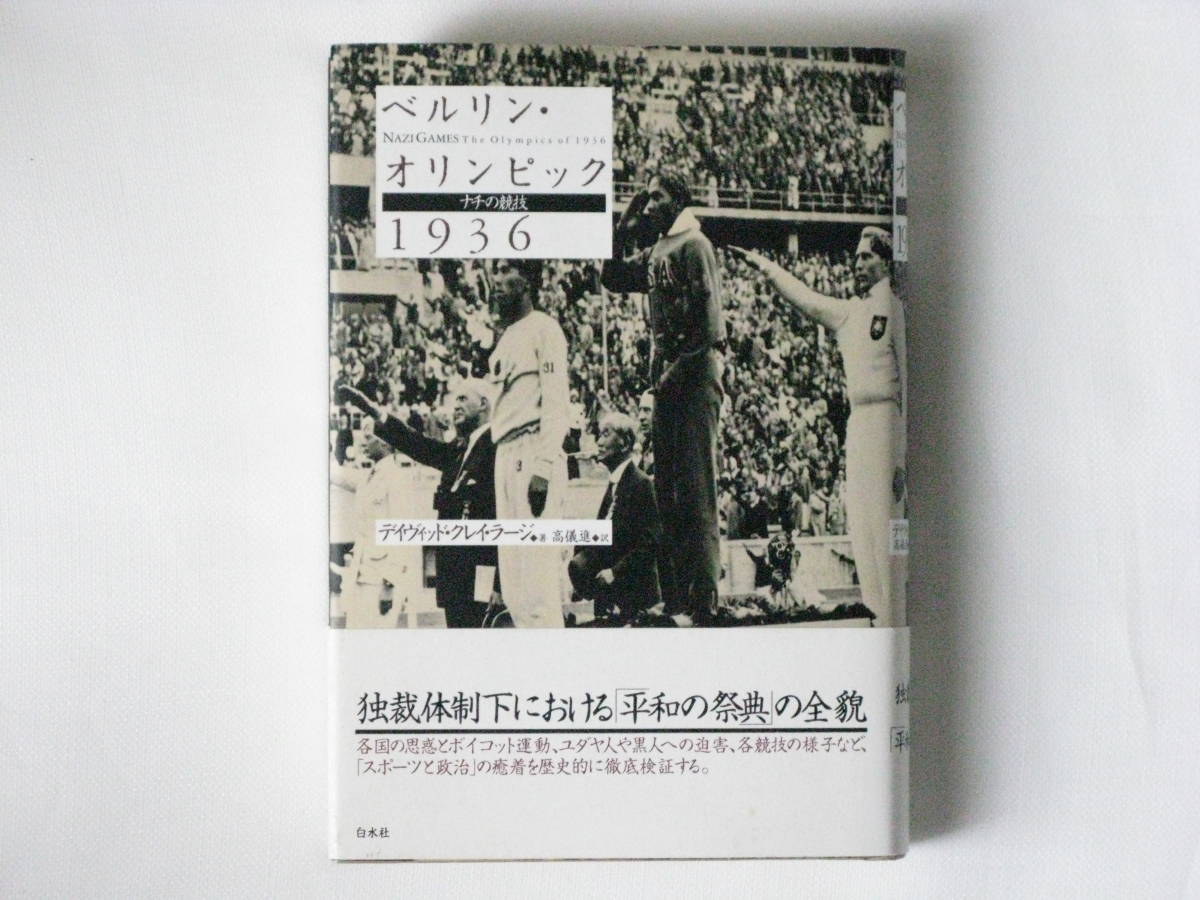 ベルリン・
NAZI GAMES The Olympics of 1936
オリンピック
ナチの競技
1936
31
3
デイヴィッド・クレイ・ラージ◆著 高儀進◆訳
独裁体制下における「平和の祭典」の全貌
各国の思惑とボイコット運動、ユダヤ人や黒人への迫害、各競技の様子など、
「スポーツと政治」の癒着を歴史的に徹底検証する。
白水社